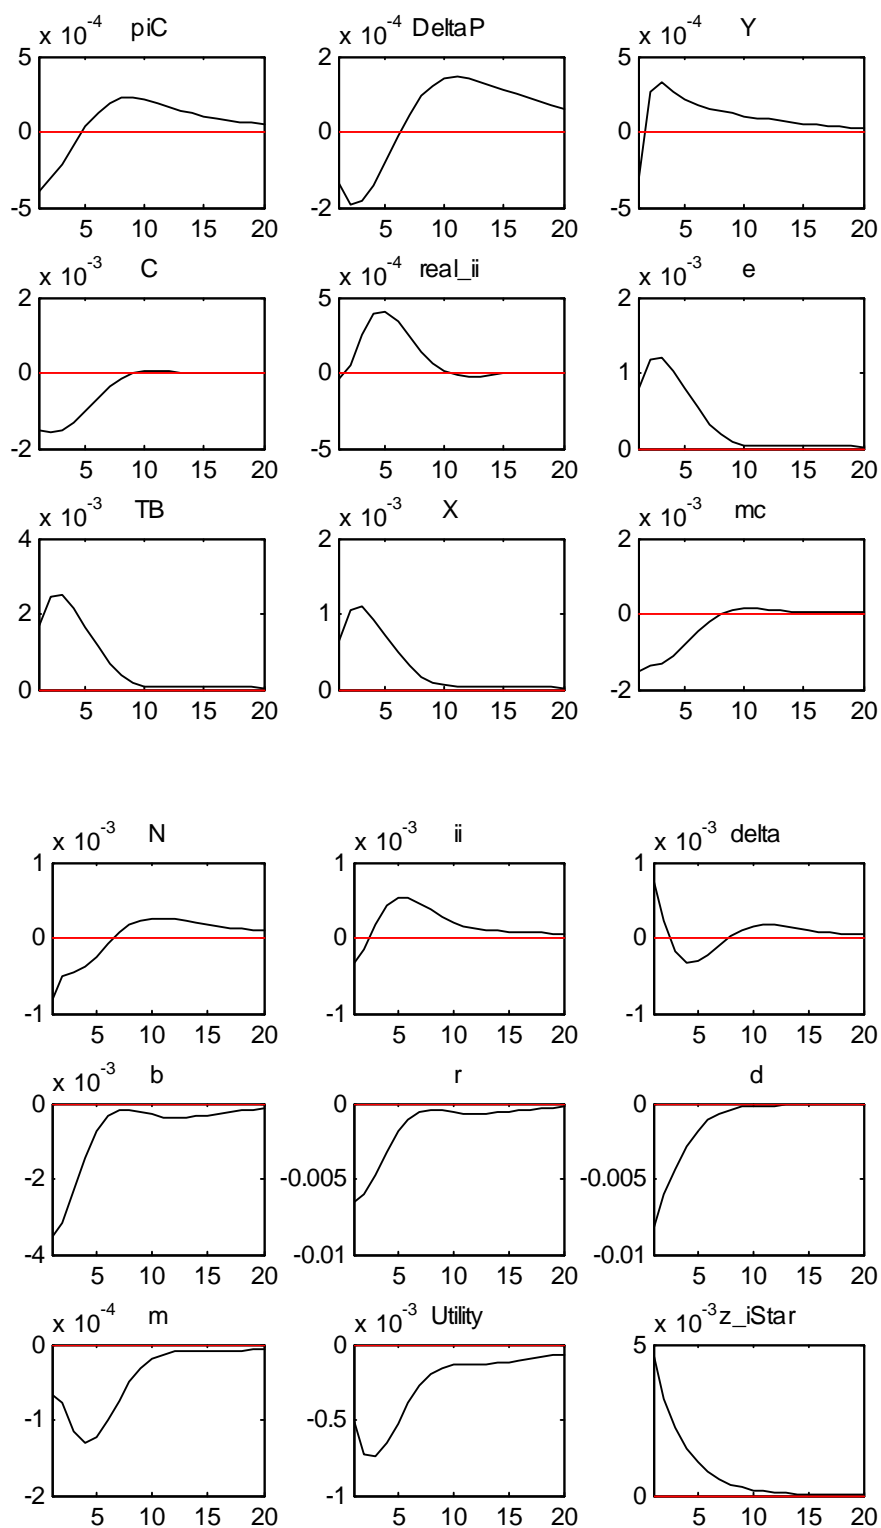 x 10^-4 piC
x 10^-4 DeltaP
x 10^-4 Y
5
0
-5
5 10 15 20
2
0
-2
5 10 15 20
5
0
-5
5 10 15 20
x 10^-3 C
x 10^-4 real_ii
x 10^-3 e
2
0
-2
5 10 15 20
5
0
-5
5 10 15 20
2
1
0
5 10 15 20
x 10^-3 TB
x 10^-3 X
x 10^-3 mc
4
2
0
5 10 15 20
2
1
0
5 10 15 20
2
0
-2
5 10 15 20
x 10^-3 N
x 10^-3 ii
x 10^-3 delta
1
0
-1
5 10 15 20
1
0
-1
5 10 15 20
1
0
-1
5 10 15 20
x 10^-3 b
r
d
0
-2
-4
5 10 15 20
0
-0.005
-0.01
5 10 15 20
0
-0.005
-0.01
5 10 15 20
x 10^-4 m
x 10^-3 Utility
x 10^-3 z_iStar
0
-1
-2
5 10 15 20
0
-0.5
-1
5 10 15 20
5
0
5 10 15 20